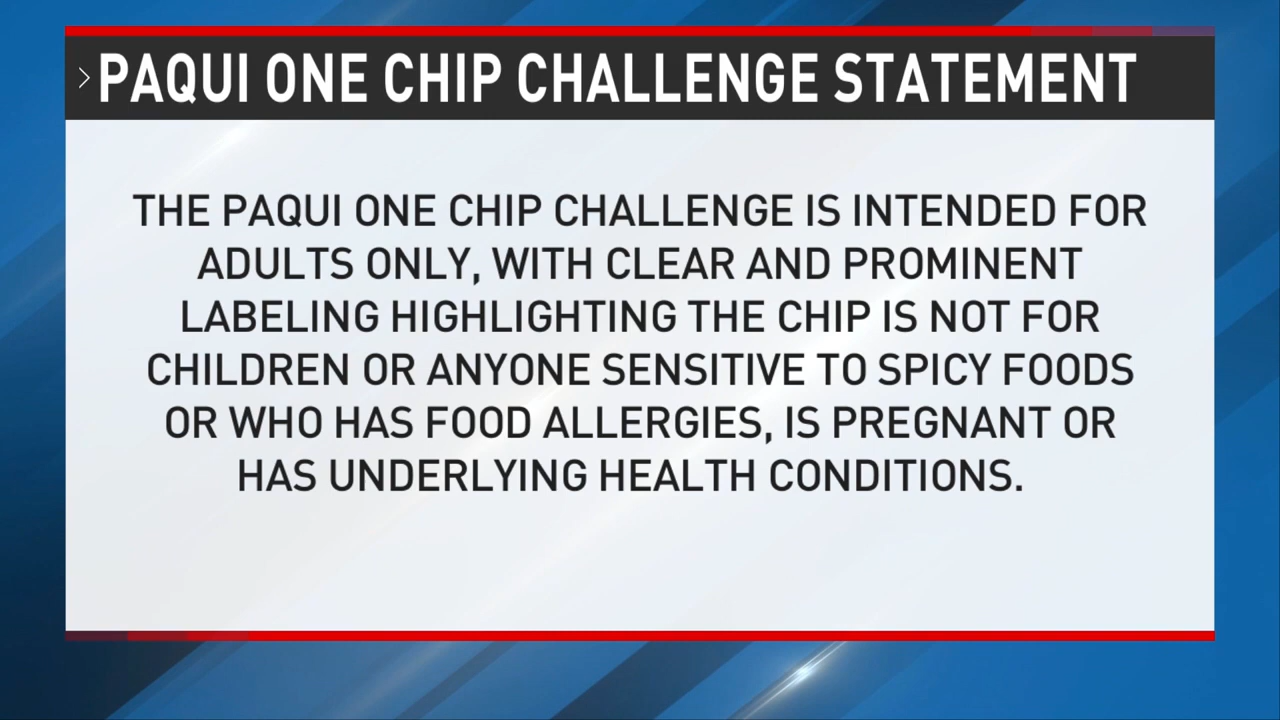 PAQUI ONE CHIP CHALLENGE STATEMENT
THE PAQUI ONE CHIP CHALLENGE IS INTENDED FOR
ADULTS ONLY, WITH CLEAR AND PROMINENT
LABELING HIGHLIGHTING THE CHIP IS NOT FOR
CHILDREN OR ANYONE SENSITIVE TO SPICY FOODS
OR WHO HAS FOOD ALLERGIES, IS PREGNANT OR
HAS UNDERLYING HEALTH CONDITIONS.